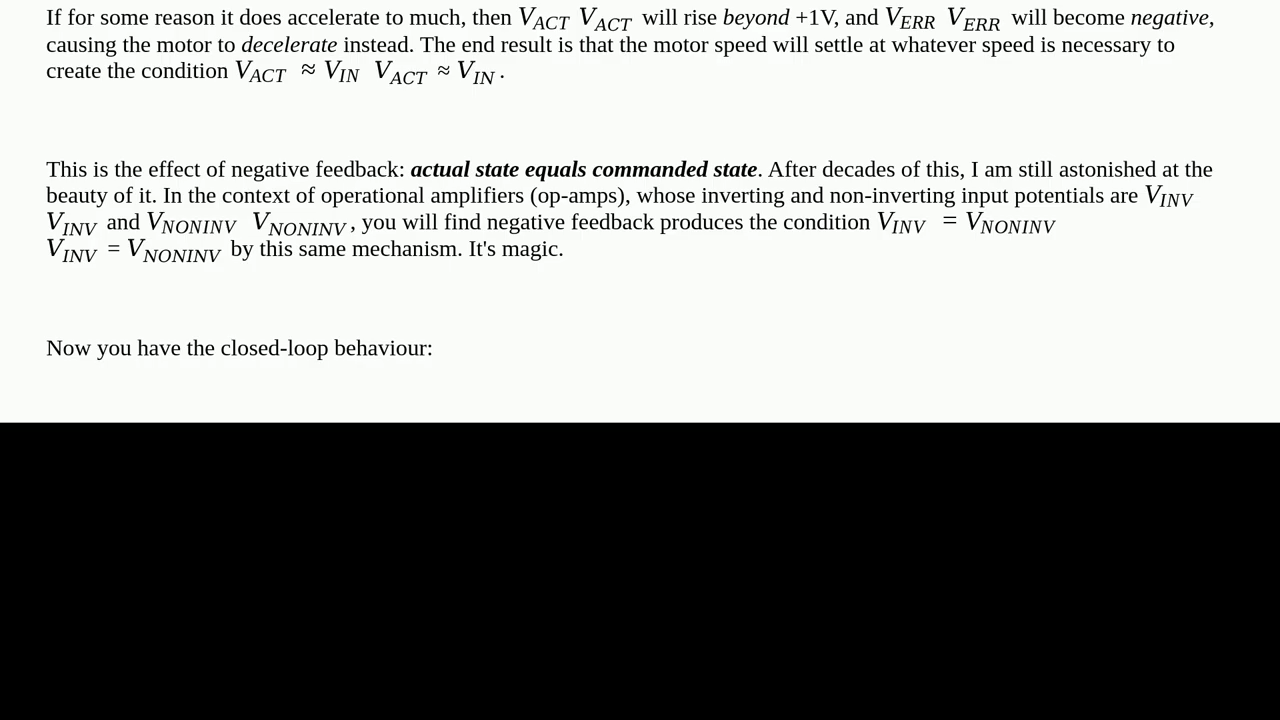 If for some reason it does accelerate to much, then V_ACT V_ACT will rise beyond +1V, and V_ERR V_ERR will become negative,
causing the motor to decelerate instead. The end result is that the motor speed will settle at whatever speed is necessary to
create the condition V_ACT ≈ V_IN V_ACT ≈ V_IN.
This is the effect of negative feedback: actual state equals commanded state. After decades of this, I am still astonished at the
beauty of it. In the context of operational amplifiers (op-amps), whose inverting and non-inverting input potentials are V_INV
V_INV and V_NONINV V_NONINV, you will find negative feedback produces the condition V_INV = V_NONINV
V_INV = V_NONINV by this same mechanism. It's magic.
Now you have the closed-loop behaviour: